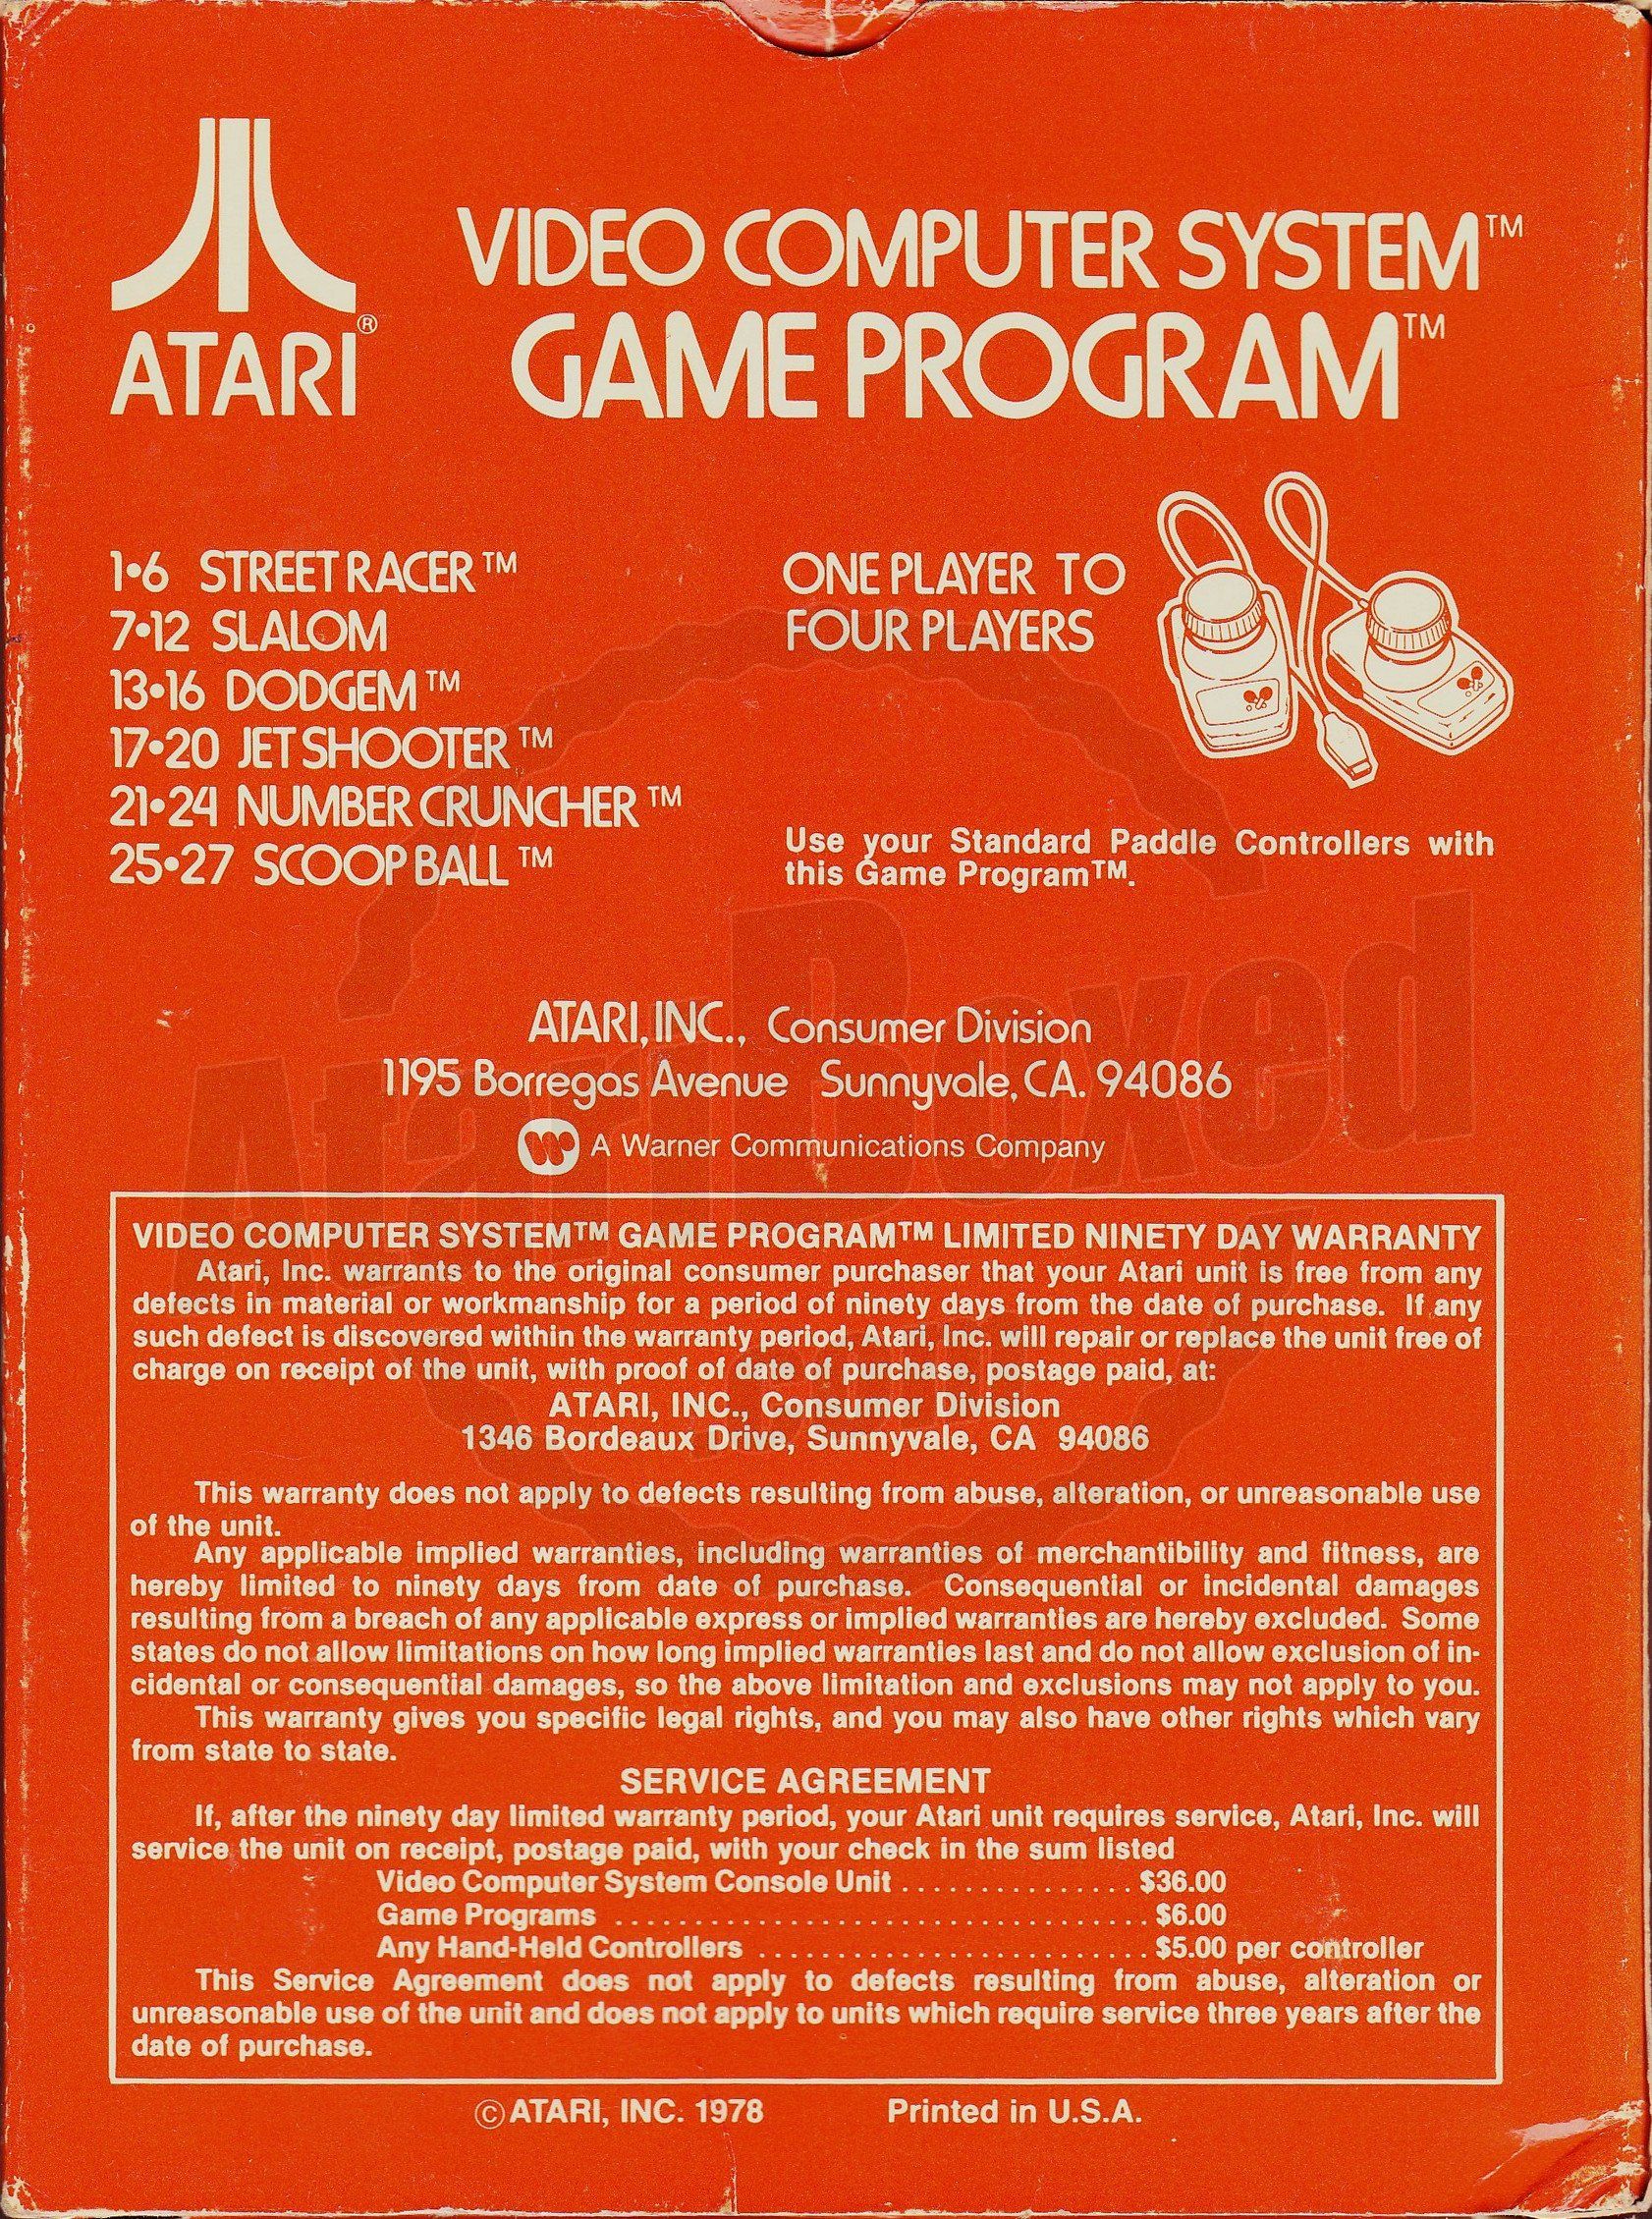 VIDEO COMPUTER SYSTEM™
GAME PROGRAM™
ATARI®
1•6 STREET RACER™
7•12 SLALOM
13•16 DODGEM™
17•20 JET SHOOTER™
21•24 NUMBER CRUNCHER™
25•27 SCOOP BALL™
ONE PLAYER TO
FOUR PLAYERS
Use your Standard Paddle Controllers with
this Game Program™.
ATARI, INC., Consumer Division
1195 Borregas Avenue Sunnyvale, CA. 94086
A Warner Communications Company
AtariBoxed
VIDEO COMPUTER SYSTEM™ GAME PROGRAM™ LIMITED NINETY DAY WARRANTY
Atari, Inc. warrants to the original consumer purchaser that your Atari unit is free from any
defects in material or workmanship for a period of ninety days from the date of purchase. If any
such defect is discovered within the warranty period, Atari, Inc. will repair or replace the unit free of
charge on receipt of the unit, with proof of date of purchase, postage paid, at:
ATARI, INC., Consumer Division
1346 Bordeaux Drive, Sunnyvale, CA 94086
This warranty does not apply to defects resulting from abuse, alteration, or unreasonable use
of the unit.
Any applicable implied warranties, including warranties of merchantibility and fitness, are
hereby limited to ninety days from date of purchase. Consequential or incidental damages
resulting from a breach of any applicable express or implied warranties are hereby excluded. Some
states do not allow limitations on how long implied warranties last and do not allow exclusion of in-
cidental or consequential damages, so the above limitation and exclusions may not apply to you.
This warranty gives you specific legal rights, and you may also have other rights which vary
from state to state.
SERVICE AGREEMENT
If, after the ninety day limited warranty period, your Atari unit requires service, Atari, Inc. will
service the unit on receipt, postage paid, with your check in the sum listed
Video Computer System Console Unit ............... $36.00
Game Programs .................................. $6.00
Any Hand-Held Controllers ......................... $5.00 per controller
This Service Agreement does not apply to defects resulting from abuse, alteration or
unreasonable use of the unit and does not apply to units which require service three years after the
date of purchase.
© ATARI, INC. 1978 Printed in U.S.A.